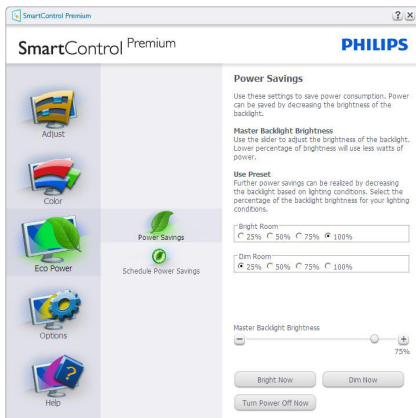 SmartControl Premium
? x
SmartControl Premium
PHILIPS
Adjust
Color
Eco Power
Options
Help
Power Savings
Schedule Power Savings
Power Savings
Use these settings to save power consumption. Power
can be saved by decreasing the brightness of the
backlight.
Master Backlight Brightness
Use the slider to adjust the brightness of the backlight.
Lower percentage of brightness will use less watts of
power.
Use Preset
Further power savings can be realized by decreasing
the backlight based on lighting conditions. Select the
percentage of the backlight brightness for your lighting
conditions.
Bright Room
25% 50% 75% 100%
Dim Room
25% 50% 75% 100%
Master Backlight Brightness
75%
Bright Now Dim Now
Turn Power Off Now